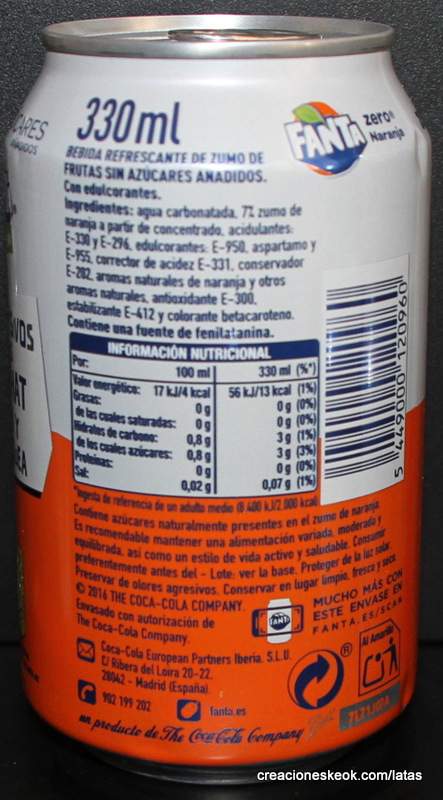 CARES
AÑADIDOS
330ml
FANTA
zero®
Naranja
BEBIDA REFRESCANTE DE ZUMO DE
FRUTAS SIN AZÚCARES AÑADIDOS.
Con edulcorantes.
Ingredientes: agua carbonatada, 7% zumo de
naranja a partir de concentrado, acidulantes:
E-330 y E-296, edulcorantes: E-950, aspartamo y
E-955, corrector de acidez E-331, conservador
E-202, aromas naturales de naranja y otros
aromas naturales, antioxidante E-300,
estabilizante E-412 y colorante betacaroteno.
Contiene una fuente de fenilalanina.
INFORMACIÓN NUTRICIONAL
Por: 100 ml 330 ml (%*)
Valor energético: 17 kJ/4 kcal 56 kJ/13 kcal (1%)
Grasas: 0 g 0 g (0%)
de las cuales saturadas: 0 g 0 g (0%)
Hidratos de carbono: 0,8 g 3 g (1%)
de los cuales azúcares: 0,8 g 3 g (3%)
Proteínas: 0 g 0 g (0%)
Sal: 0,02 g 0,07 g (1%)
*Ingesta de referencia de un adulto medio (8 400 kJ/2 000 kcal)
Contiene azúcares naturalmente presentes en el zumo de naranja.
Es recomendable mantener una alimentación variada, moderada y
equilibrada, así como un estilo de vida activo y saludable. Consumir
preferentemente antes del - Lote: ver la base. Proteger de la luz solar.
Preservar de olores agresivos. Conservar en lugar limpio, fresco y seco.
© 2016 THE COCA-COLA COMPANY.
Envasado con autorización de
The Coca-Cola Company.
Coca-Cola European Partners Iberia, S.L.U.
C/ Ribera del Loira 20-22.
28042 - Madrid (España).
902 199 202
fanta.es
un producto de The Coca-Cola Company
FANTA
MUCHO MÁS CON
ESTE ENVASE EN
FANTA.ES/SCAN
®
Al Amarillo
5 449000 120960
creacioneskeok.com/latas